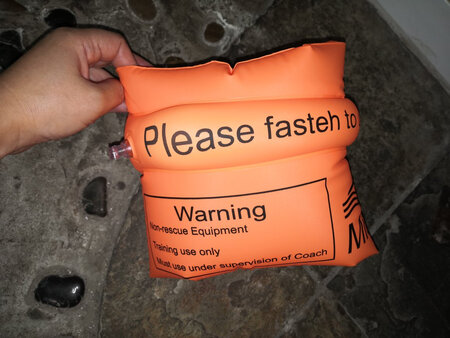 Please fasteh to
Warning
Non-rescue Equipment
Training use only
Must use under supervision of Coach